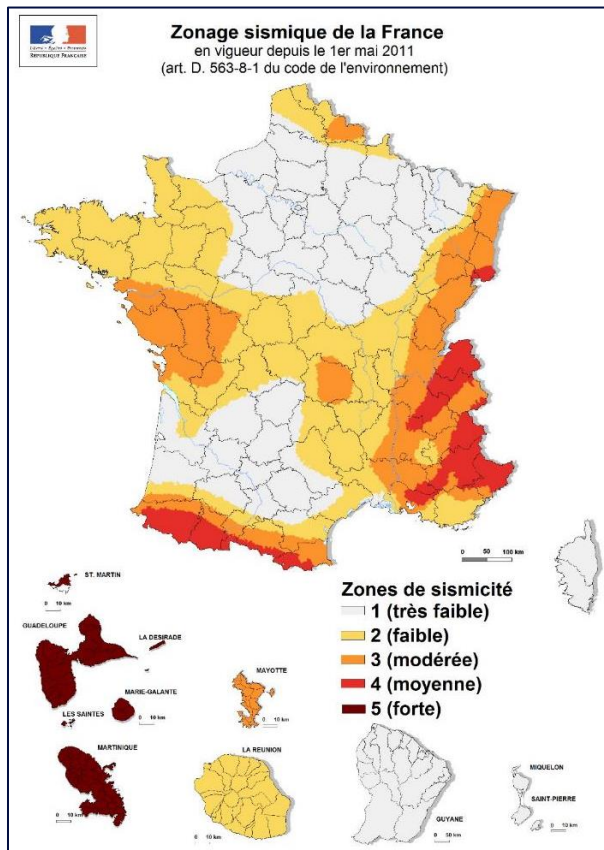 Zonage sismique de la France
en vigueur depuis le 1er mai 2011
(art. D. 563-8-1 du code de l'environnement)
Liberté • Égalité • Fraternité
RÉPUBLIQUE FRANÇAISE
0 50 100 km
ST. MARTIN
0 10 km
GUADELOUPE
LA DESIRADE
MARIE-GALANTE
0 10 km
LES SAINTES
MAYOTTE
0 10 km
Zones de sismicité
1 (très faible)
2 (faible)
3 (modérée)
4 (moyenne)
5 (forte)
MARTINIQUE
0 10 km
LA REUNION
0 10 km
GUYANE
0 50 km
MIQUELON
SAINT-PIERRE
0 10 km